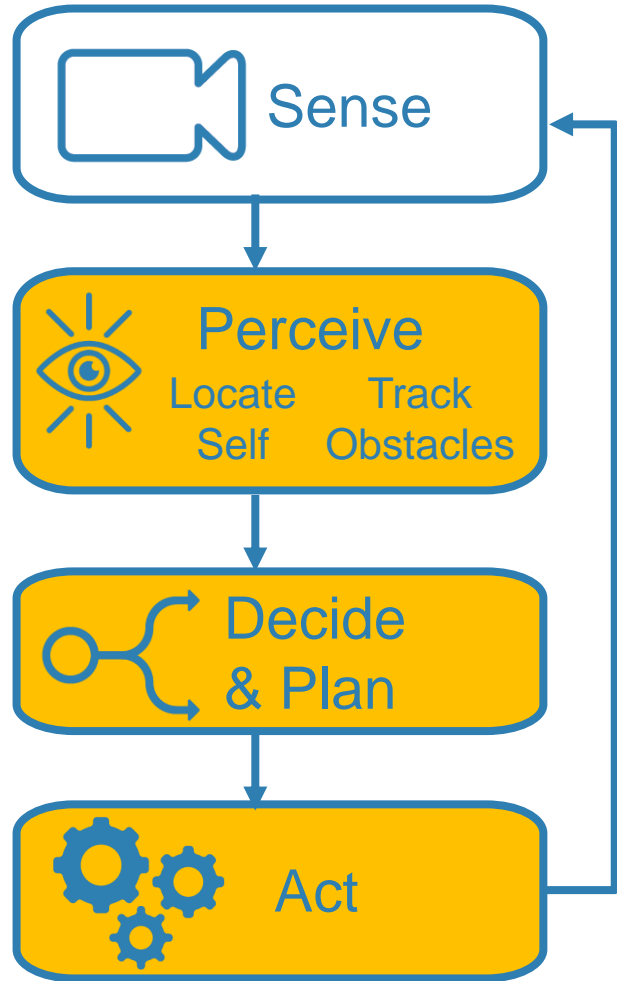 Sense
Perceive
Locate Self
Track Obstacles
Decide
& Plan
Act